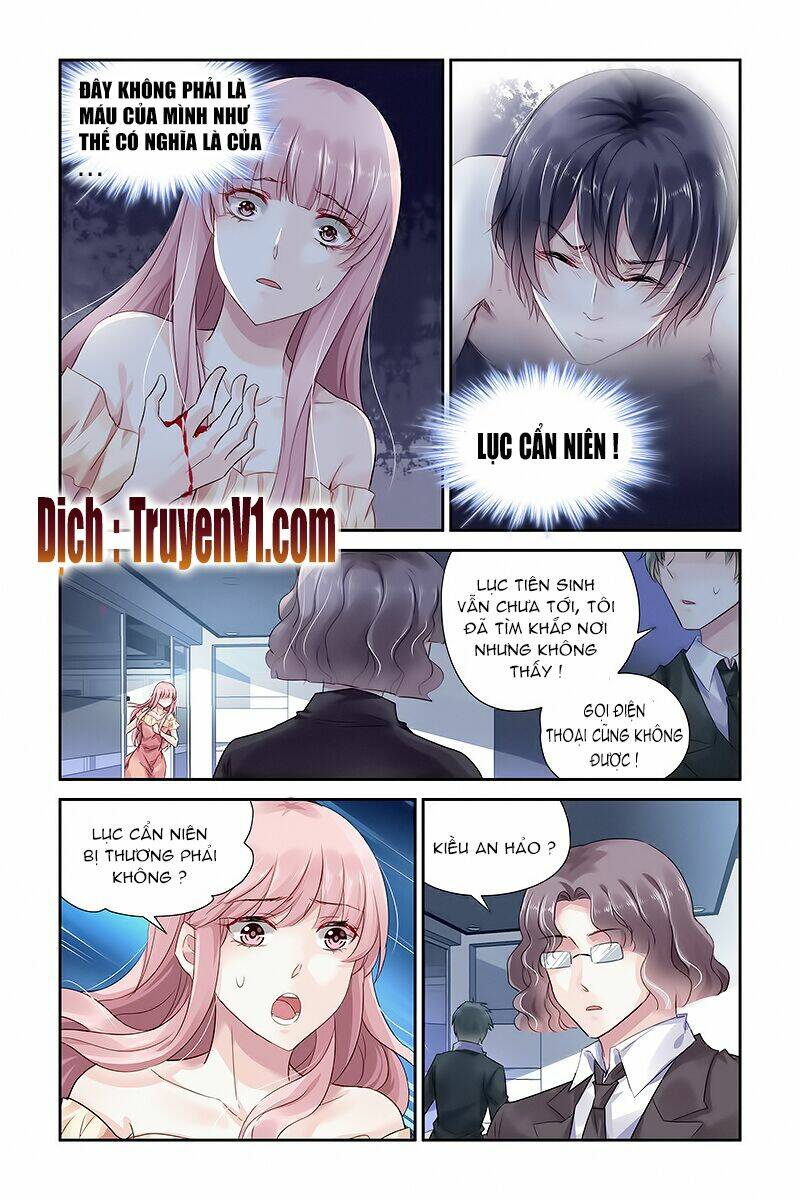 ĐÂY KHÔNG PHẢI LÀ
MÁU CỦA MÌNH NHƯ
THẾ CÓ NGHĨA LÀ CỦA
...
LỤC CẨN NIÊN !
Dịch : TruyenV1.com
LỤC TIÊN SINH
VẪN CHƯA TỚI, TÔI
ĐÃ TÌM KHẮP NƠI
NHƯNG KHÔNG
THẤY !
GỌI ĐIỆN
THOẠI CŨNG KHÔNG
ĐƯỢC !
LỤC CẨN NIÊN
BỊ THƯƠNG PHẢI
KHÔNG ?
KIỀU AN HẢO ?